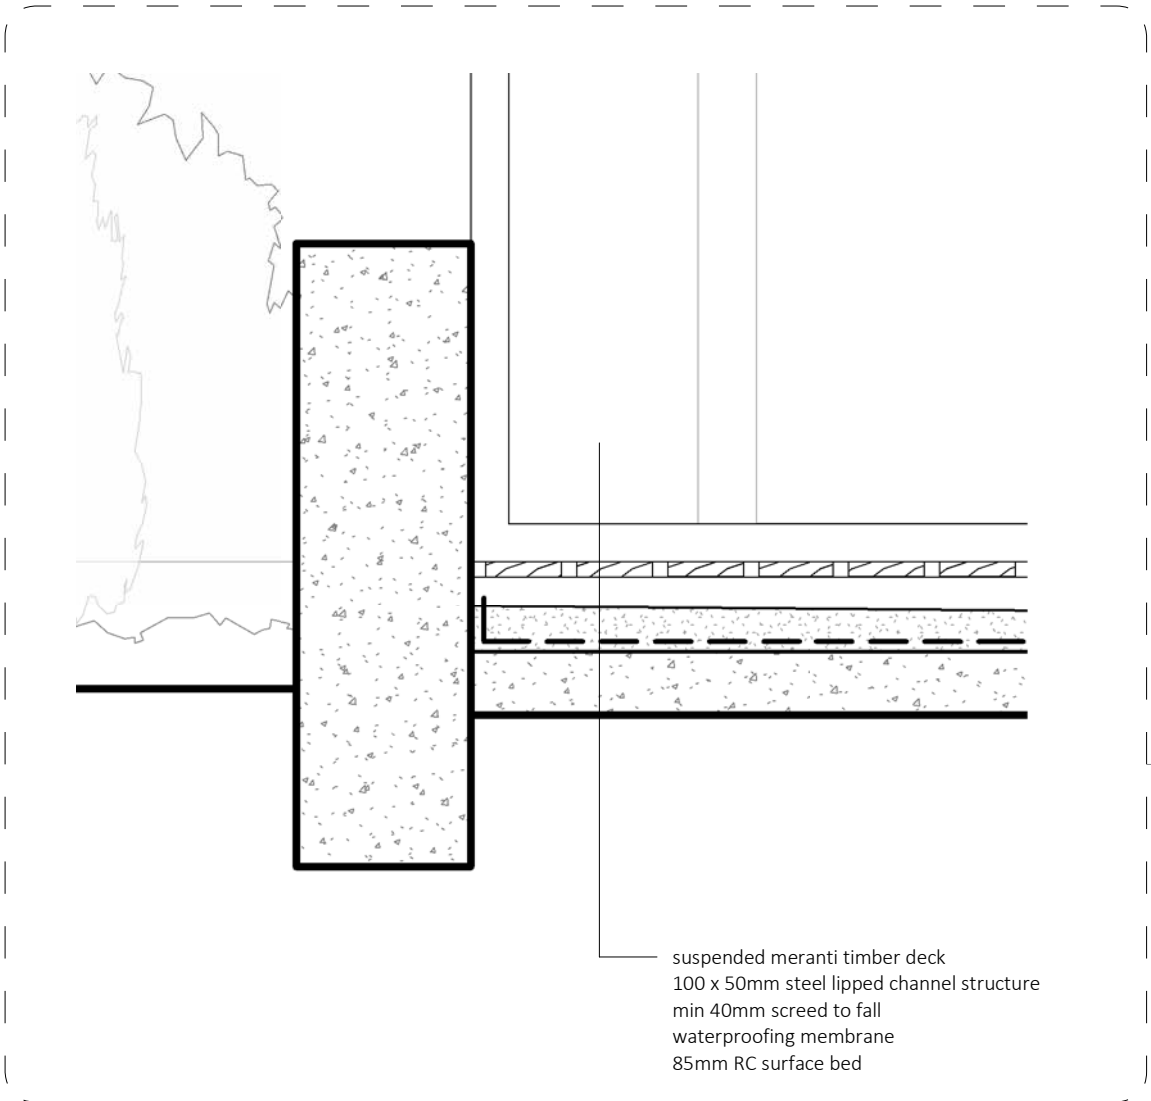 suspended meranti timber deck
100 x 50mm steel lipped channel structure
min 40mm screed to fall
waterproofing membrane
85mm RC surface bed